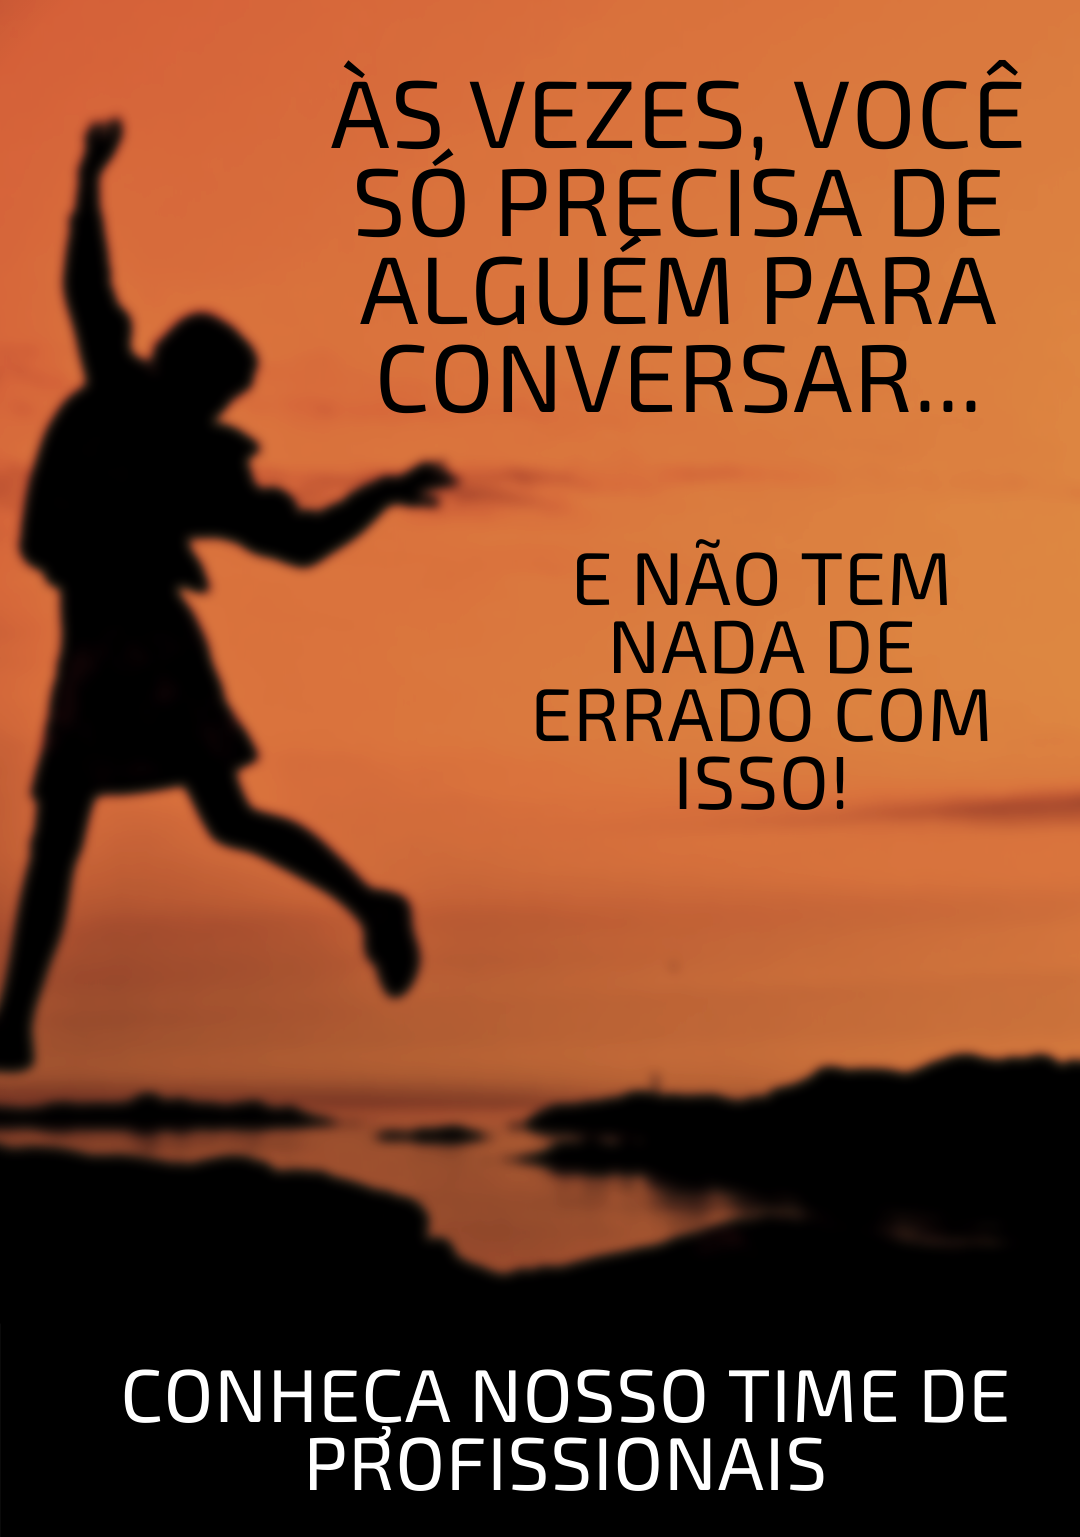 ÀS VEZES, VOCÊ
SÓ PRECISA DE
ALGUÉM PARA
CONVERSAR...
E NÃO TEM
NADA DE
ERRADO COM
ISSO!
CONHEÇA NOSSO TIME DE
PROFISSIONAIS